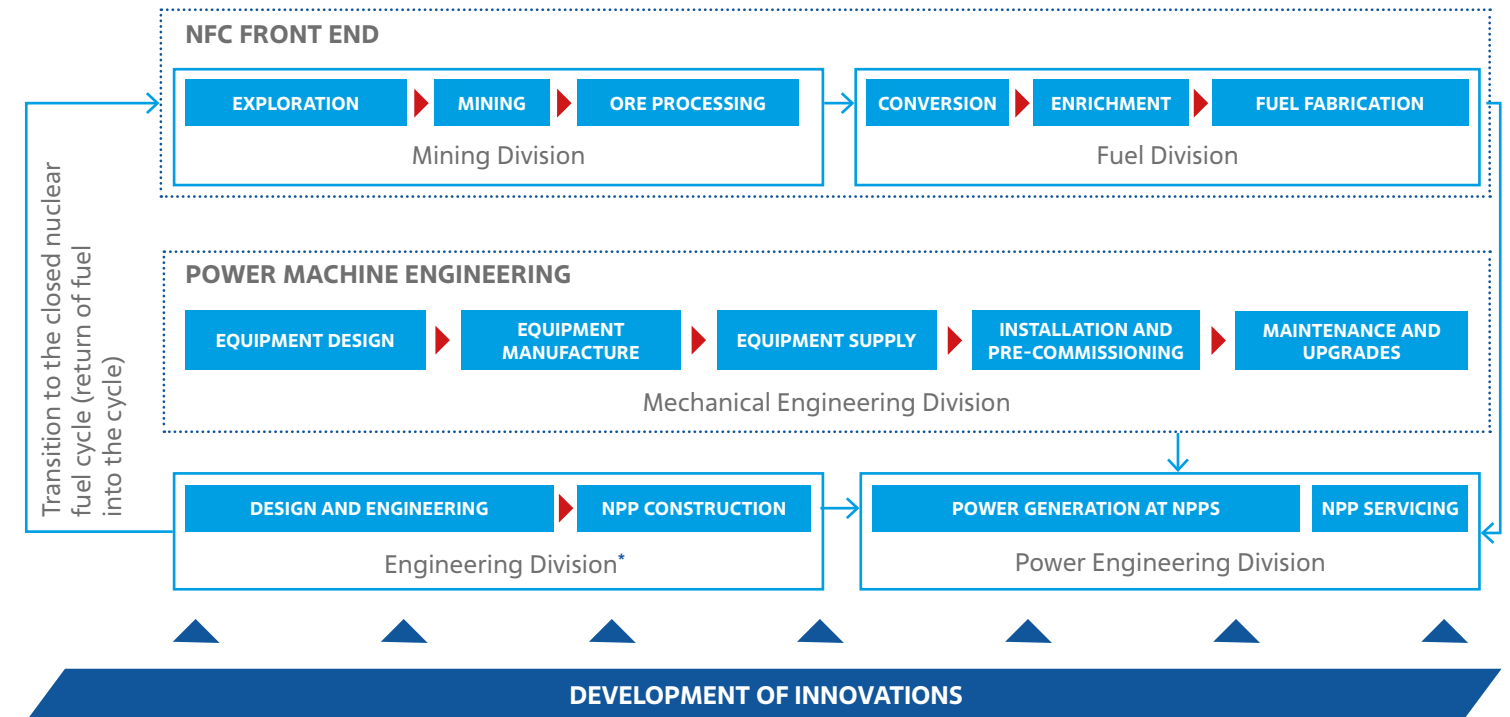 NFC FRONT END
EXPLORATION
MINING
ORE PROCESSING
Mining Division
CONVERSION
ENRICHMENT
FUEL FABRICATION
Fuel Division
Transition to the closed nuclear
fuel cycle (return of fuel
into the cycle)
POWER MACHINE ENGINEERING
EQUIPMENT DESIGN
EQUIPMENT
MANUFACTURE
EQUIPMENT SUPPLY
INSTALLATION AND
PRE-COMMISSIONING
MAINTENANCE AND
UPGRADES
Mechanical Engineering Division
DESIGN AND ENGINEERING
NPP CONSTRUCTION
Engineering Division*
POWER GENERATION AT NPPS
NPP SERVICING
Power Engineering Division
DEVELOPMENT OF INNOVATIONS